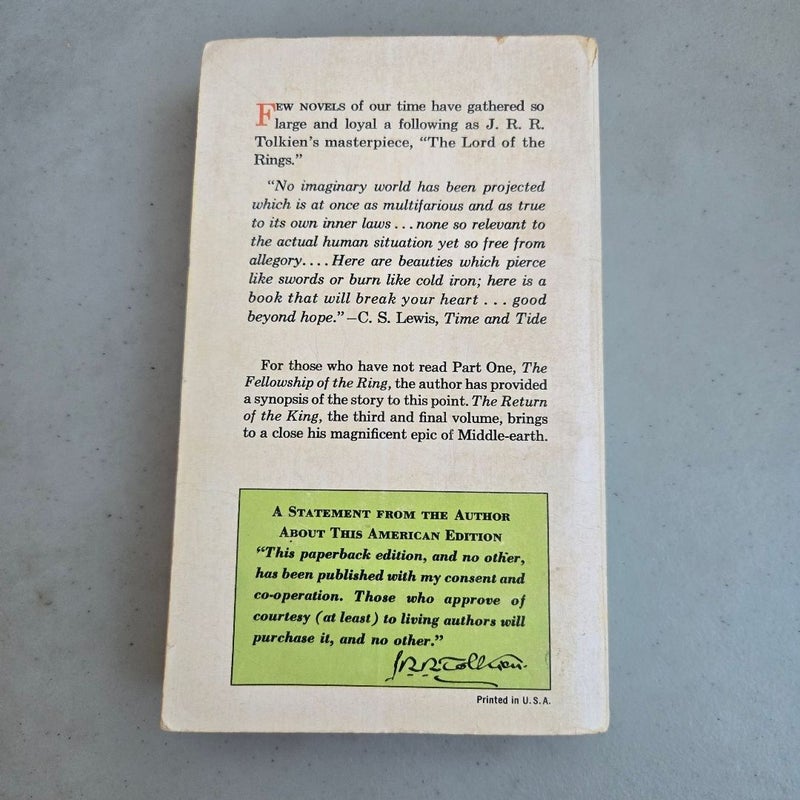 FEW NOVELS of our time have gathered so
large and loyal a following as J. R. R.
Tolkien's masterpiece, "The Lord of the
Rings."
"No imaginary world has been projected
which is at once as multifarious and as true
to its own inner laws . . . none so relevant to
the actual human situation yet so free from
allegory. . . . Here are beauties which pierce
like swords or burn like cold iron; here is a
book that will break your heart . . . good
beyond hope."—C. S. Lewis, Time and Tide
For those who have not read Part One, The
Fellowship of the Ring, the author has provided
a synopsis of the story to this point. The Return
of the King, the third and final volume, brings
to a close his magnificent epic of Middle-earth.
A STATEMENT FROM THE AUTHOR
ABOUT THIS AMERICAN EDITION
"This paperback edition, and no other,
has been published with my consent and
co-operation. Those who approve of
courtesy (at least) to living authors will
purchase it, and no other."
J.R.R. Tolkien.
Printed in U.S.A.